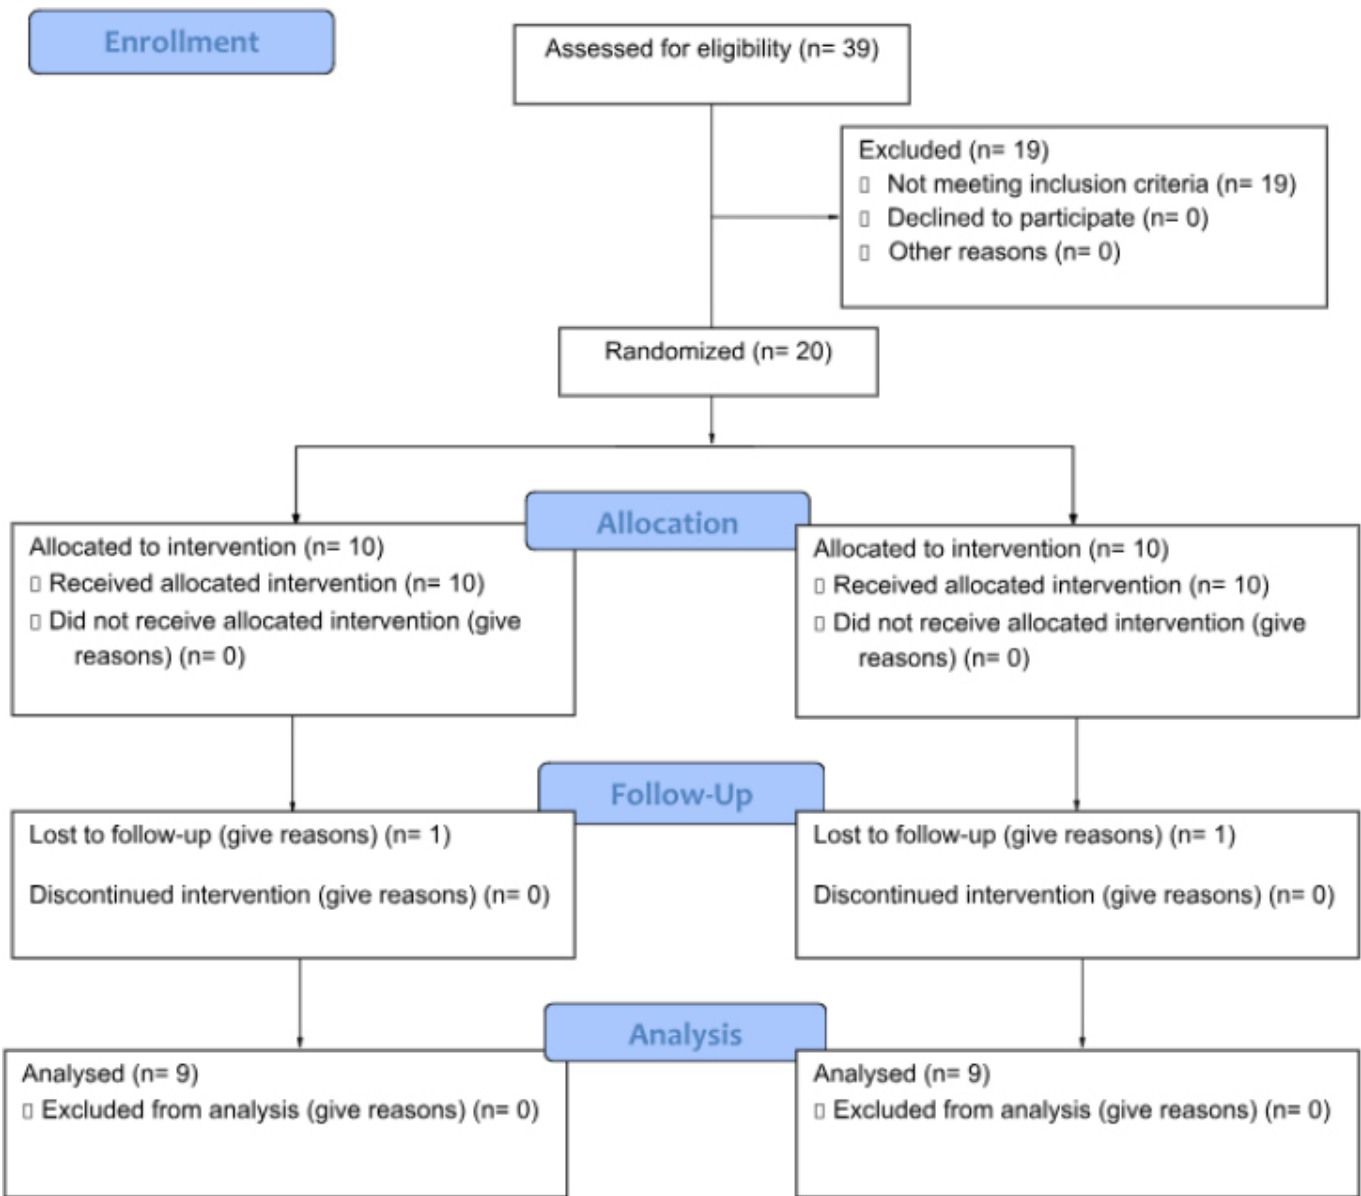 Enrollment
Assessed for eligibility (n= 39)
Excluded (n= 19)
▯ Not meeting inclusion criteria (n= 19)
▯ Declined to participate (n= 0)
▯ Other reasons (n= 0)
Randomized (n= 20)
Allocation
Allocated to intervention (n= 10)
▯ Received allocated intervention (n= 10)
▯ Did not receive allocated intervention (give
reasons) (n= 0)
Allocated to intervention (n= 10)
▯ Received allocated intervention (n= 10)
▯ Did not receive allocated intervention (give
reasons) (n= 0)
Follow-Up
Lost to follow-up (give reasons) (n= 1)
Discontinued intervention (give reasons) (n= 0)
Lost to follow-up (give reasons) (n= 1)
Discontinued intervention (give reasons) (n= 0)
Analysis
Analysed (n= 9)
▯ Excluded from analysis (give reasons) (n= 0)
Analysed (n= 9)
▯ Excluded from analysis (give reasons) (n= 0)